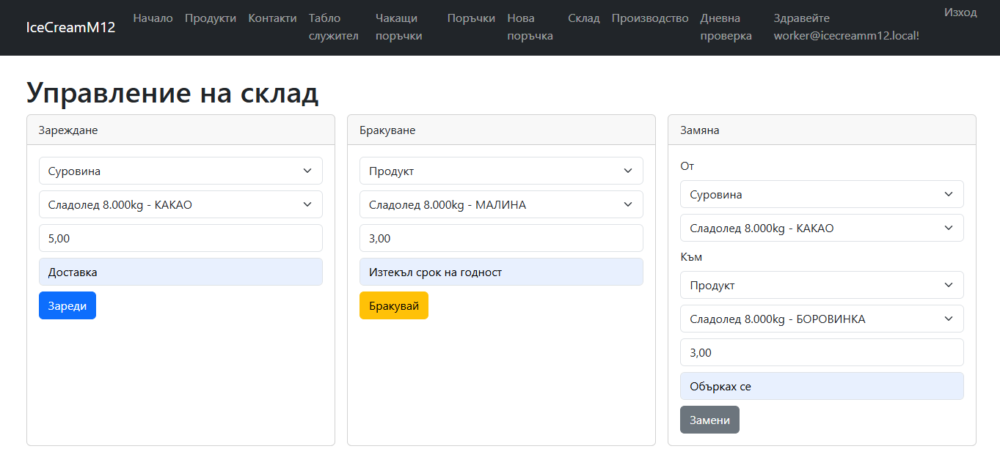 IceCreamM12
Начало
Продукти
Контакти
Табло
служител
Чакащи
поръчки
Поръчки
Нова
поръчка
Склад
Производство
Дневна
проверка
Здравейте
worker@icecreamm12.local!
Изход
Управление на склад
Зареждане
Суровина
Сладолед 8.000kg - КАКАО
5,00
Доставка
Зареди
Бракуване
Продукт
Сладолед 8.000kg - МАЛИНА
3,00
Изтекъл срок на годност
Бракувай
Замяна
От
Суровина
Сладолед 8.000kg - КАКАО
Към
Продукт
Сладолед 8.000kg - БОРОВИНКА
3,00
Обърках се
Замени